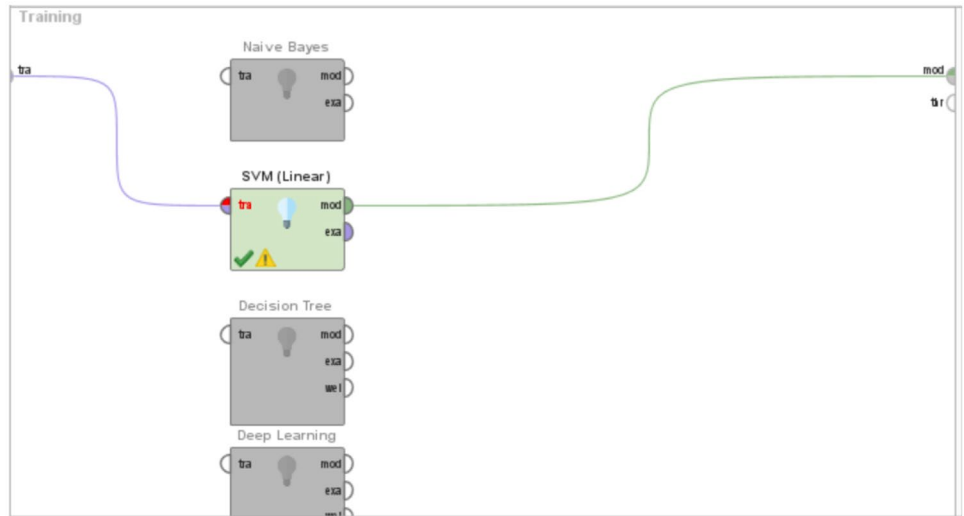 Training
tra
mod
thr
Naive Bayes
tra
mod
exa
SVM (Linear)
tra
mod
exa
Decision Tree
tra
mod
exa
wei
Deep Learning
tra
mod
exa
wei